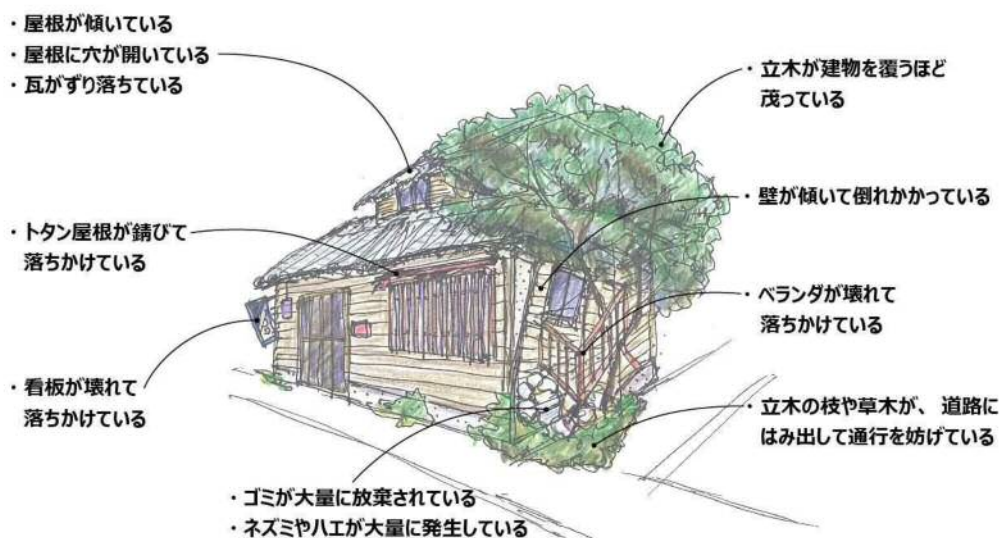 ・屋根が傾いている
・屋根に穴が開いている
・瓦がずり落ちている
・立木が建物を覆うほど
茂っている
・壁が傾いて倒れかかっている
・トタン屋根が錆びて
落ちかけている
・ベランダが壊れて
落ちかけている
・看板が壊れて
落ちかけている
・立木の枝や草木が、道路に
はみ出して通行を妨げている
・ゴミが大量に放棄されている
・ネズミやハエが大量に発生している